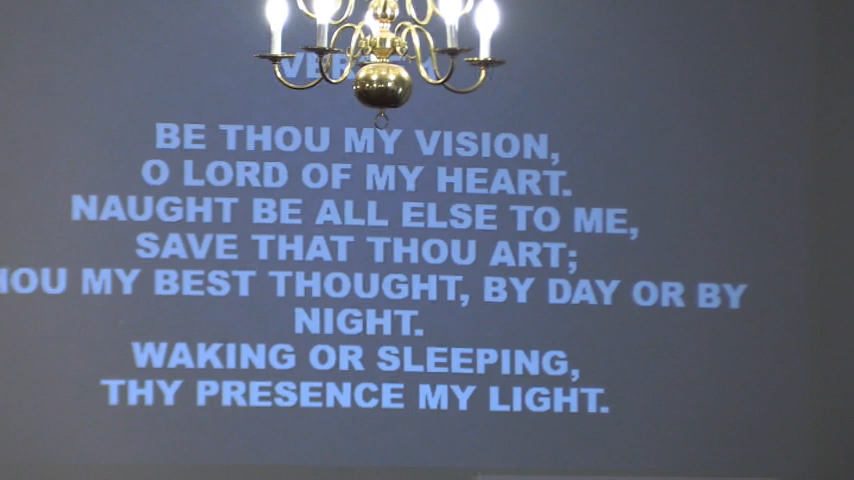 BE THOU MY VISION,
O LORD OF MY HEART.
NAUGHT BE ALL ELSE TO ME,
SAVE THAT THOU ART;
HOU MY BEST THOUGHT, BY DAY OR BY
NIGHT.
WAKING OR SLEEPING,
THY PRESENCE MY LIGHT.